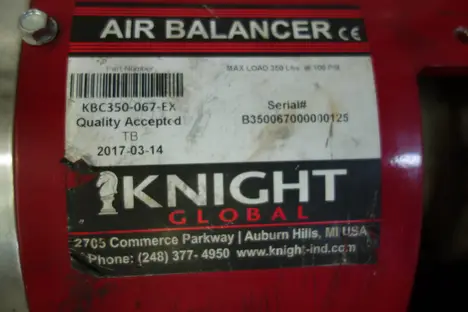 AIR BALANCER CE
Part Number
MAX LOAD 350 Lbs. @ 100 PSI
KBC350-067-EX
Serial#
Quality Accepted
B350067000000125
TB
2017-03-14
KNIGHT
GLOBAL
2705 Commerce Parkway | Auburn Hills, MI USA
Phone: (248) 377- 4950 www.knight-ind.com